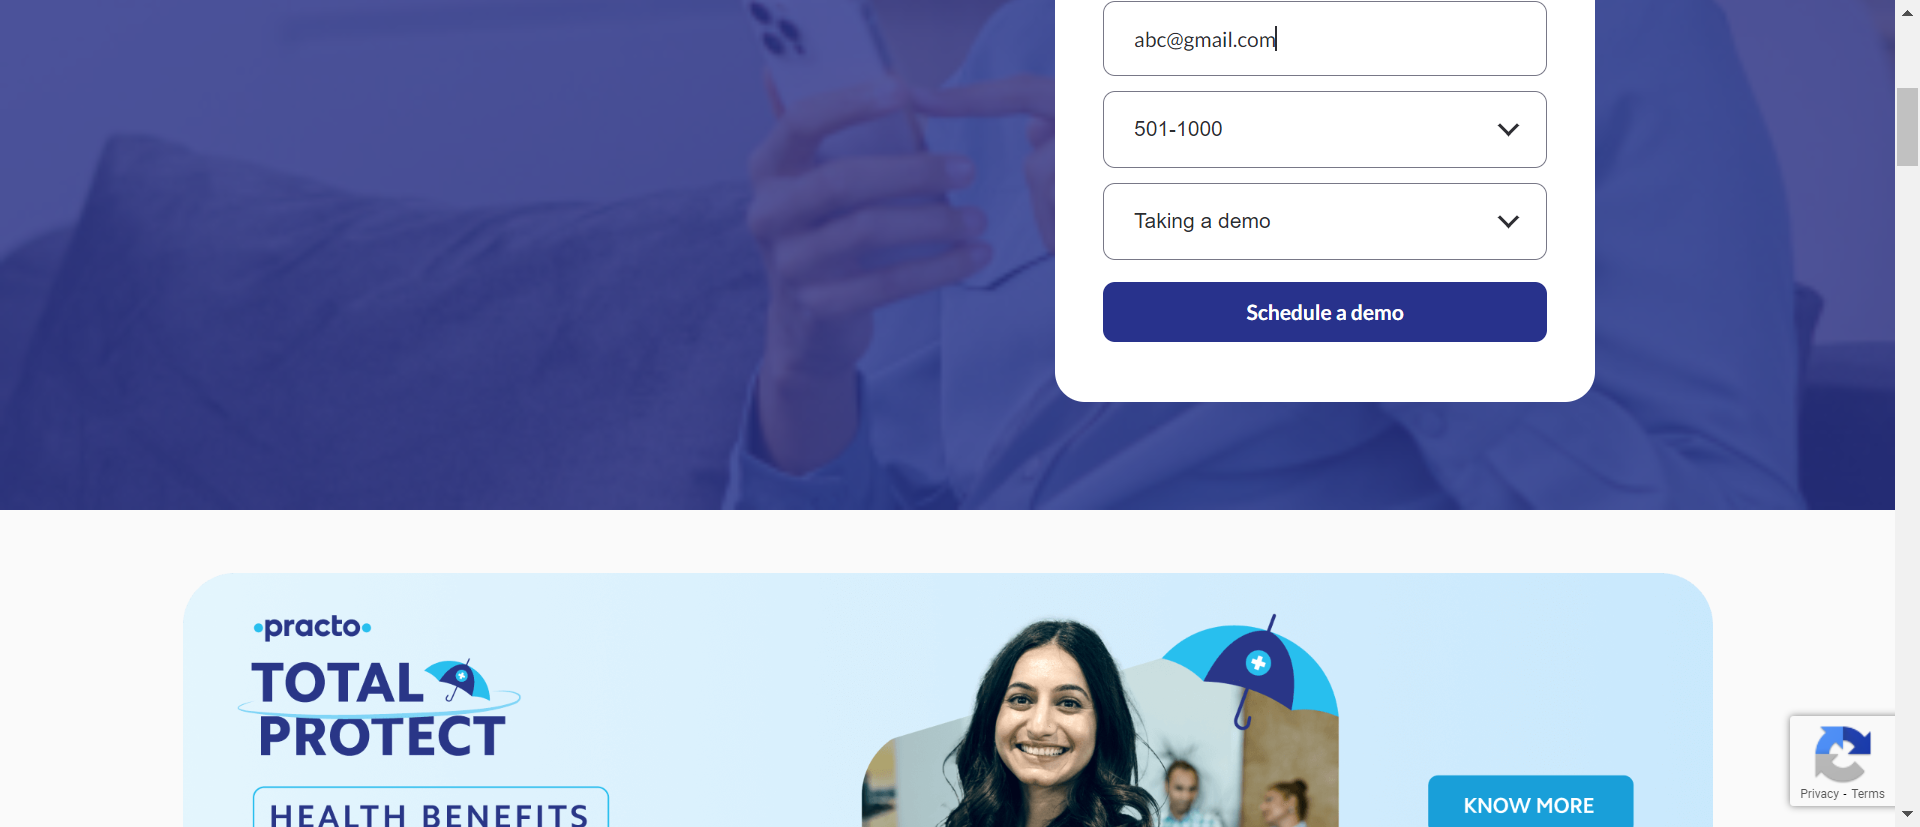 abc@gmail.com
501-1000
Taking a demo
Schedule a demo
practo
TOTAL
PROTECT
HEALTH BENEFITS
KNOW MORE
Privacy - Terms